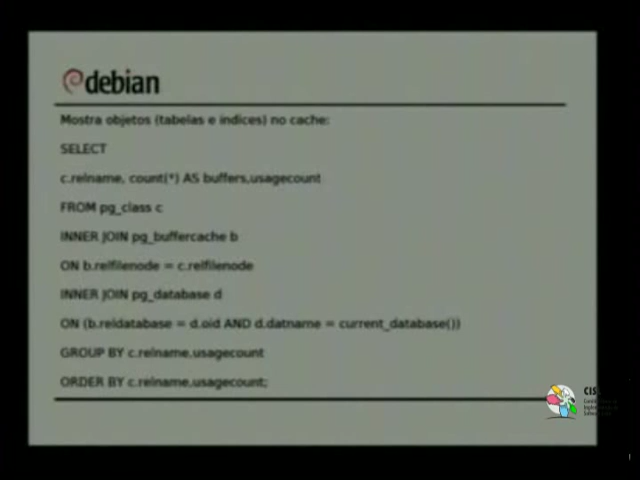 debian
Mostra objetos (tabelas e indices) no cache:
SELECT
c.relname, count(*) AS buffers,usagecount
FROM pg_class c
INNER JOIN pg_buffercache b
ON b.relfilenode = c.relfilenode
INNER JOIN pg_database d
ON (b.reldatabase = d.oid AND d.datname = current_database())
GROUP BY c.relname,usagecount
ORDER BY c.relname,usagecount;
CIS